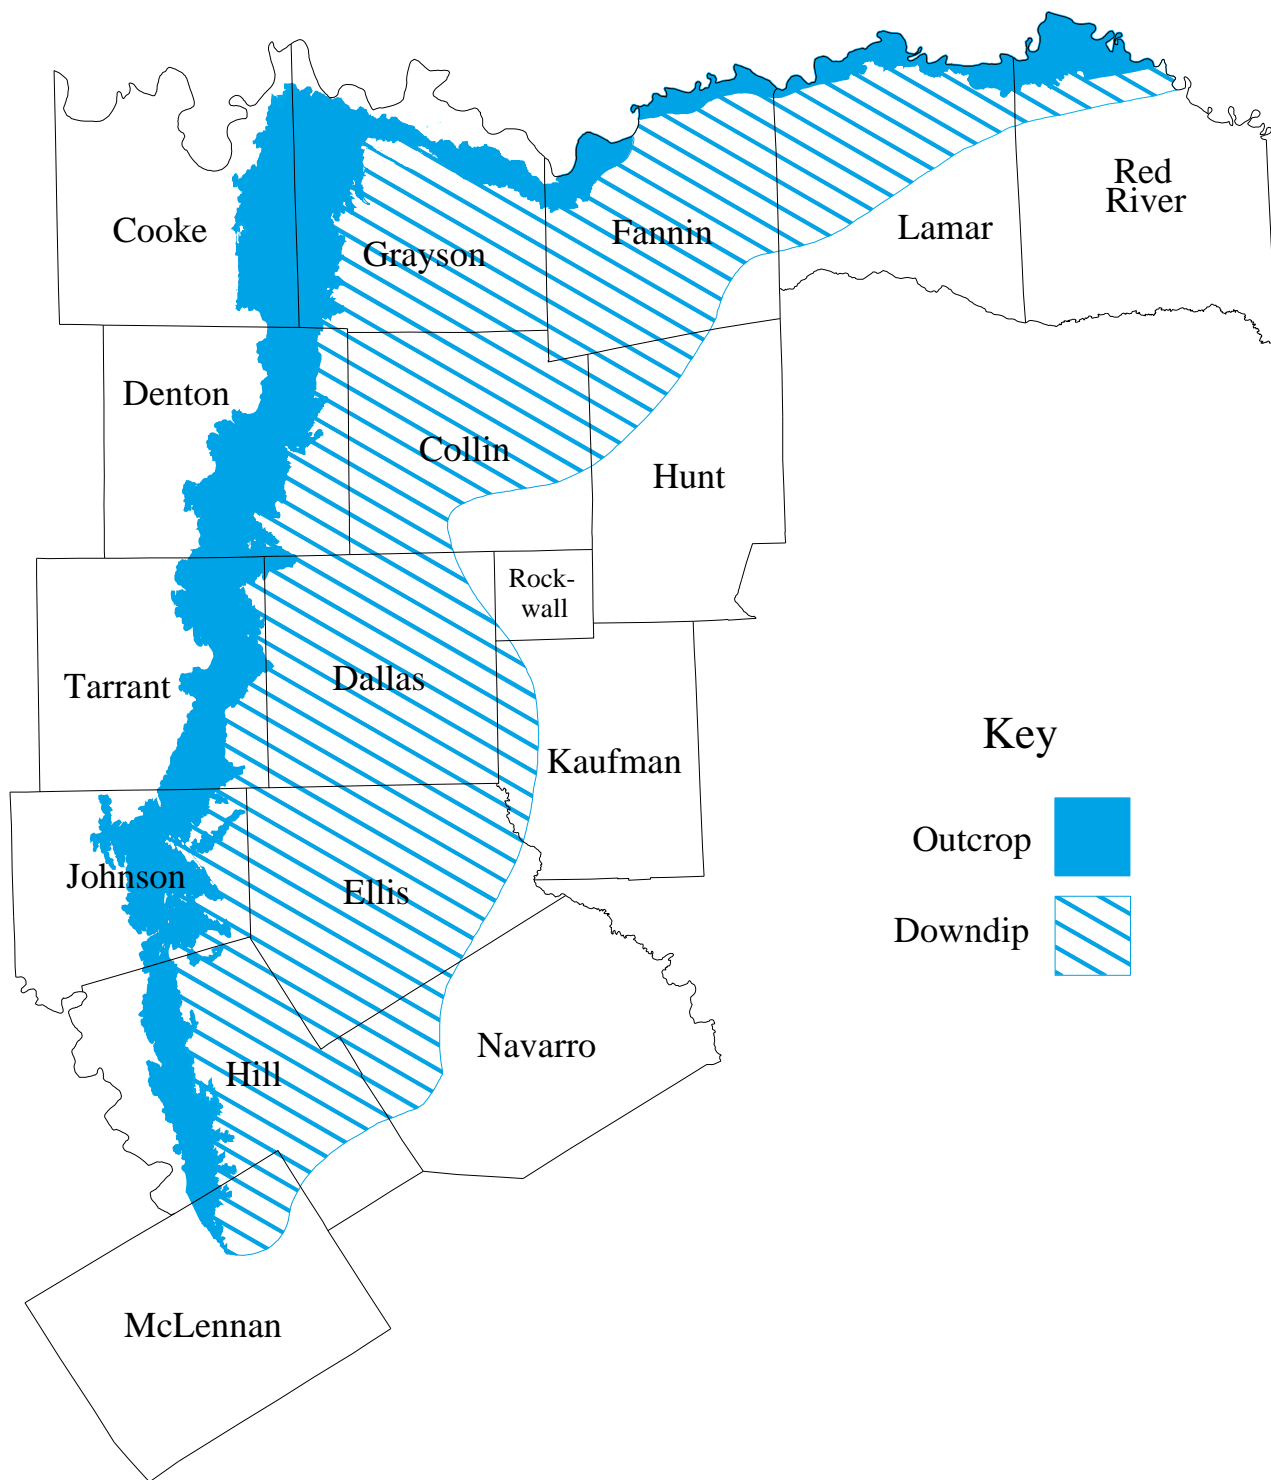 Red
River
Cooke
Grayson
Fannin
Lamar
Denton
Collin
Hunt
Rock-
wall
Tarrant
Dallas
Kaufman
Johnson
Ellis
Hill
Navarro
McLennan
Key
Outcrop
Downdip